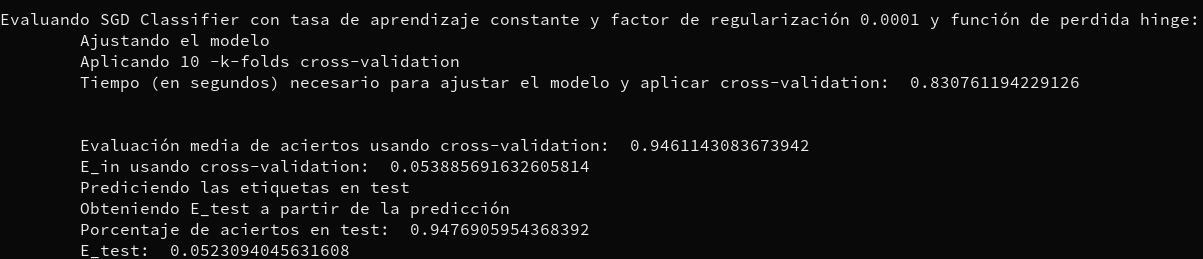 Evaluando SGD Classifier con tasa de aprendizaje constante y factor de regularización 0.0001 y función de perdida hinge:
Ajustando el modelo
Aplicando 10 -k-folds cross-validation
Tiempo (en segundos) necesario para ajustar el modelo y aplicar cross-validation:  0.830761194229126
Evaluación media de aciertos usando cross-validation:  0.9461143083673942
E_in usando cross-validation:  0.053885691632605814
Prediciendo las etiquetas en test
Obteniendo E_test a partir de la predicción
Porcentaje de aciertos en test:  0.9476905954368392
E_test:  0.0523094045631608